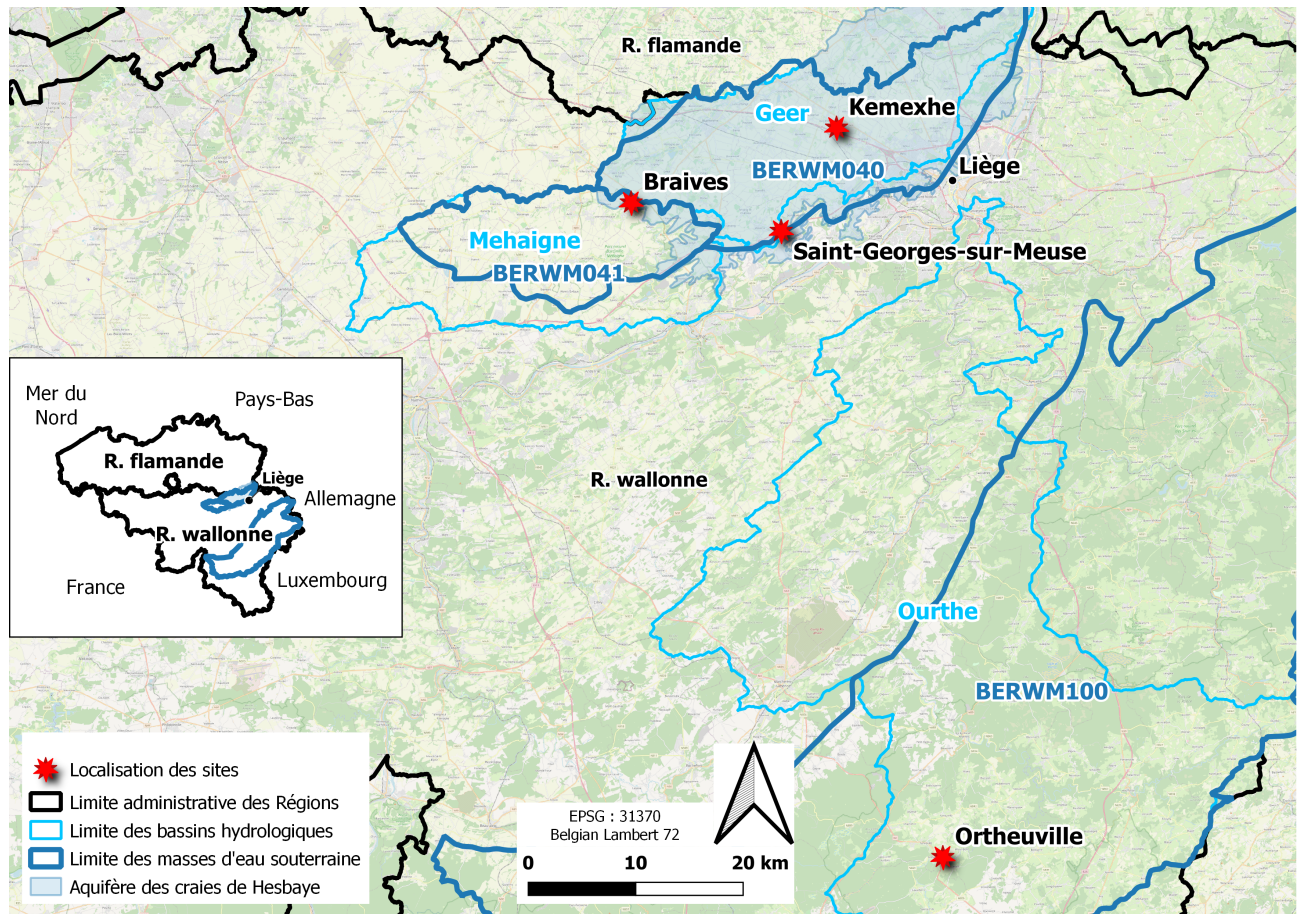 R. flamande
Geer
Kemexhe
BERWM040
Liège
Braives
Mehaigne
BERWM041
Saint-Georges-sur-Meuse
Mer du
Nord
Pays-Bas
R. flamande
Liège
Allemagne
R. wallonne
France
Luxembourg
R. wallonne
Ourthe
BERWM100
Ortheuville
Localisation des sites
Limite administrative des Régions
Limite des bassins hydrologiques
Limite des masses d'eau souterraine
Aquifère des craies de Hesbaye
EPSG : 31370
Belgian Lambert 72
0 10 20 km